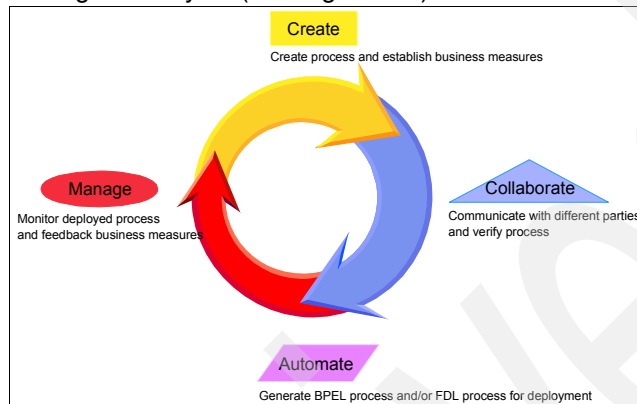 Create
Create process and establish business measures
Manage
Monitor deployed process
and feedback business measures
Collaborate
Communicate with different parties
and verify process
Automate
Generate BPEL process and/or FDL process for deployment